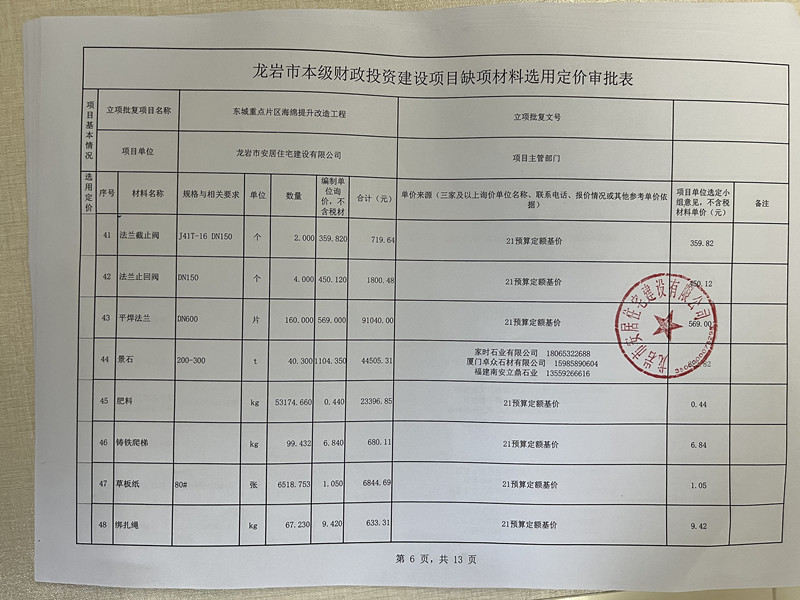 龙岩市本级财政投资建设项目缺项材料选用定价审批表
项目基本情况
立项批复项目名称 东城重点片区海绵提升改造工程 立项批复文号
项目单位 龙岩市安居住宅建设有限公司 项目主管部门
选用定价 序号 材料名称 规格与相关要求 单位 数量 编制单位询价,不含税材 合计(元) 单价来源(三家及以上询价单位名称、联系电话、报价情况或其他参考单价依据) 项目单位选定小组意见,不含税材料单价(元) 备注
41 法兰截止阀 J41T-16 DN150 个 2.000 359.820 719.64 21预算定额基价 359.82
42 法兰止回阀 DN150 个 4.000 450.120 1800.48 21预算定额基价 450.12
43 平焊法兰 DN600 片 160.000 569.000 91040.00 21预算定额基价 569.00
44 景石 200-300 t 40.300 1104.350 44505.31
家时石业有限公司 18065322688
厦门卓众石材有限公司 15985890604
福建南安立鼎石业 13559266616
45 肥料 kg 53174.660 0.440 23396.85 21预算定额基价 0.44
46 铸铁爬梯 kg 99.432 6.840 680.11 21预算定额基价 6.84
47 草板纸 80# 张 6518.753 1.050 6844.69 21预算定额基价 1.05
48 绑扎绳 kg 67.230 9.420 633.31 21预算定额基价 9.42
龙岩市安居住宅建设有限公司
第 6 页，共 13 页